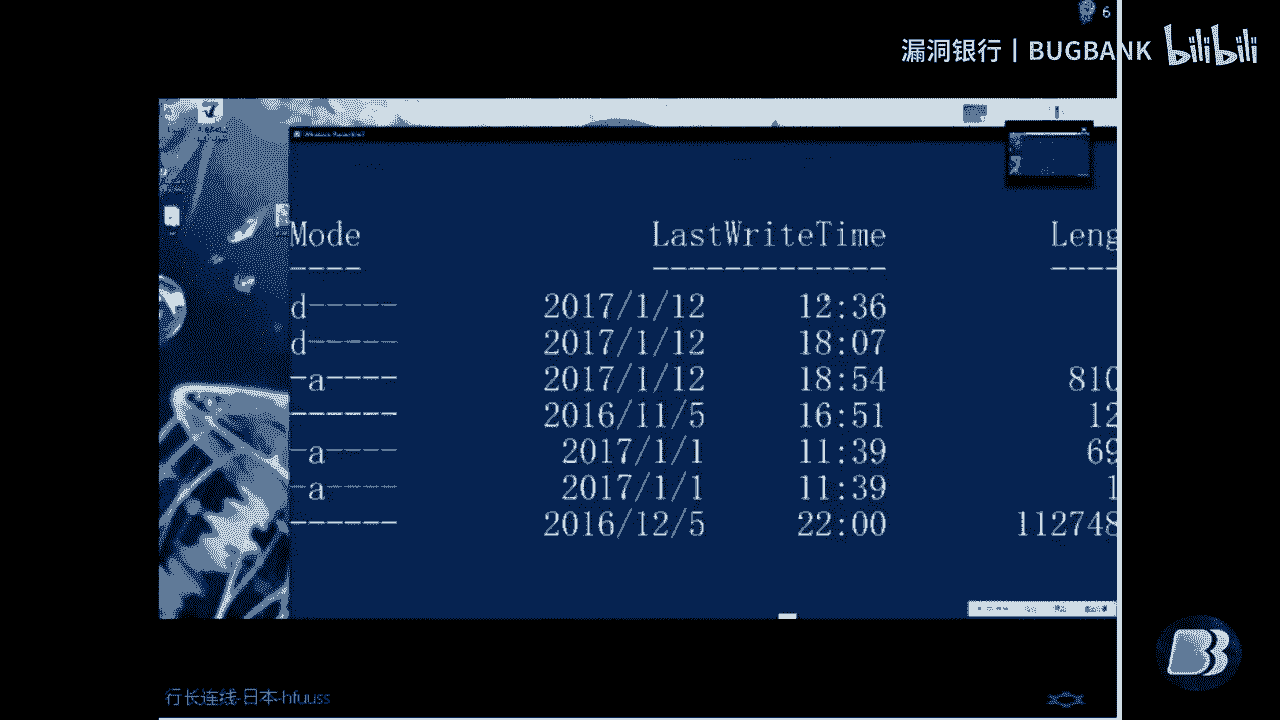 6
漏洞银行｜BUGBANK bilibili
Mode LastWriteTime Leng
---- ------------- ----
d----- 2017/1/12 12:36
d----- 2017/1/12 18:07
-a---- 2017/1/12 18:54 810
------ 2016/11/5 16:51 12
-a---- 2017/1/1 11:39 69
-a---- 2017/1/1 11:39 1
------ 2016/12/5 22:00 112748
行长连线-日本-hfuuss